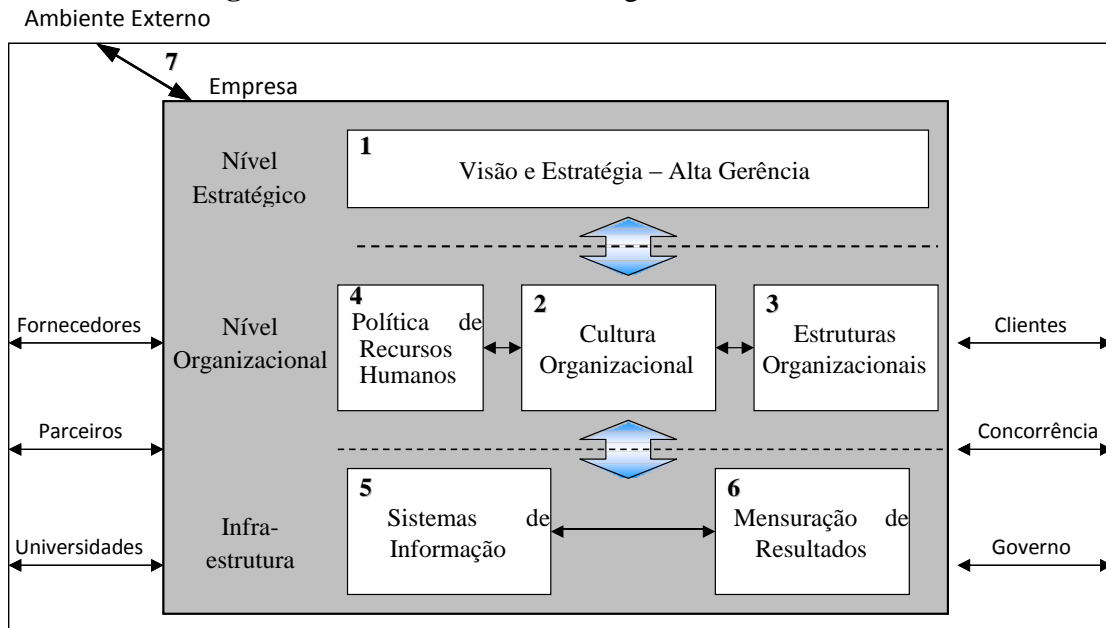 Ambiente Externo
7
Empresa
Nível
Estratégico
1
Visão e Estratégia – Alta Gerência
Fornecedores
Nível
Organizacional
4
Política de
Recursos
Humanos
2
Cultura
Organizacional
3
Estruturas
Organizacionais
Clientes
Parceiros
Concorrência
Universidades
Infra-
estrutura
5
Sistemas de
Informação
6
Mensuração de
Resultados
Governo